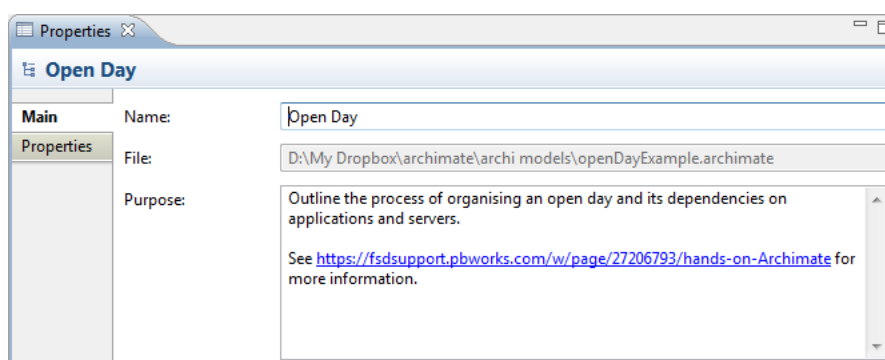 Properties
Open Day
Main
Name:
Open Day
Properties
File:
D:\My Dropbox\archimate\archi models\openDayExample.archimate
Purpose:
Outline the process of organising an open day and its dependencies on
applications and servers.
See https://fsdsupport.pbworks.com/w/page/27206793/hands-on-Archimate for
more information.